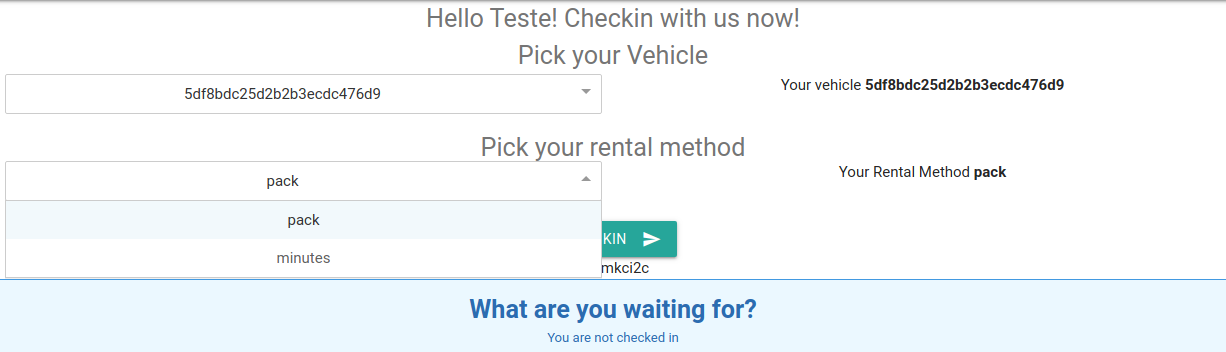 Hello Teste! Checkin with us now!
Pick your Vehicle
5df8bdc25d2b2b3ecdc476d9
Your vehicle 5df8bdc25d2b2b3ecdc476d9
Pick your rental method
pack
Your Rental Method pack
pack
minutes
KIN
mkci2c
What are you waiting for?
You are not checked in